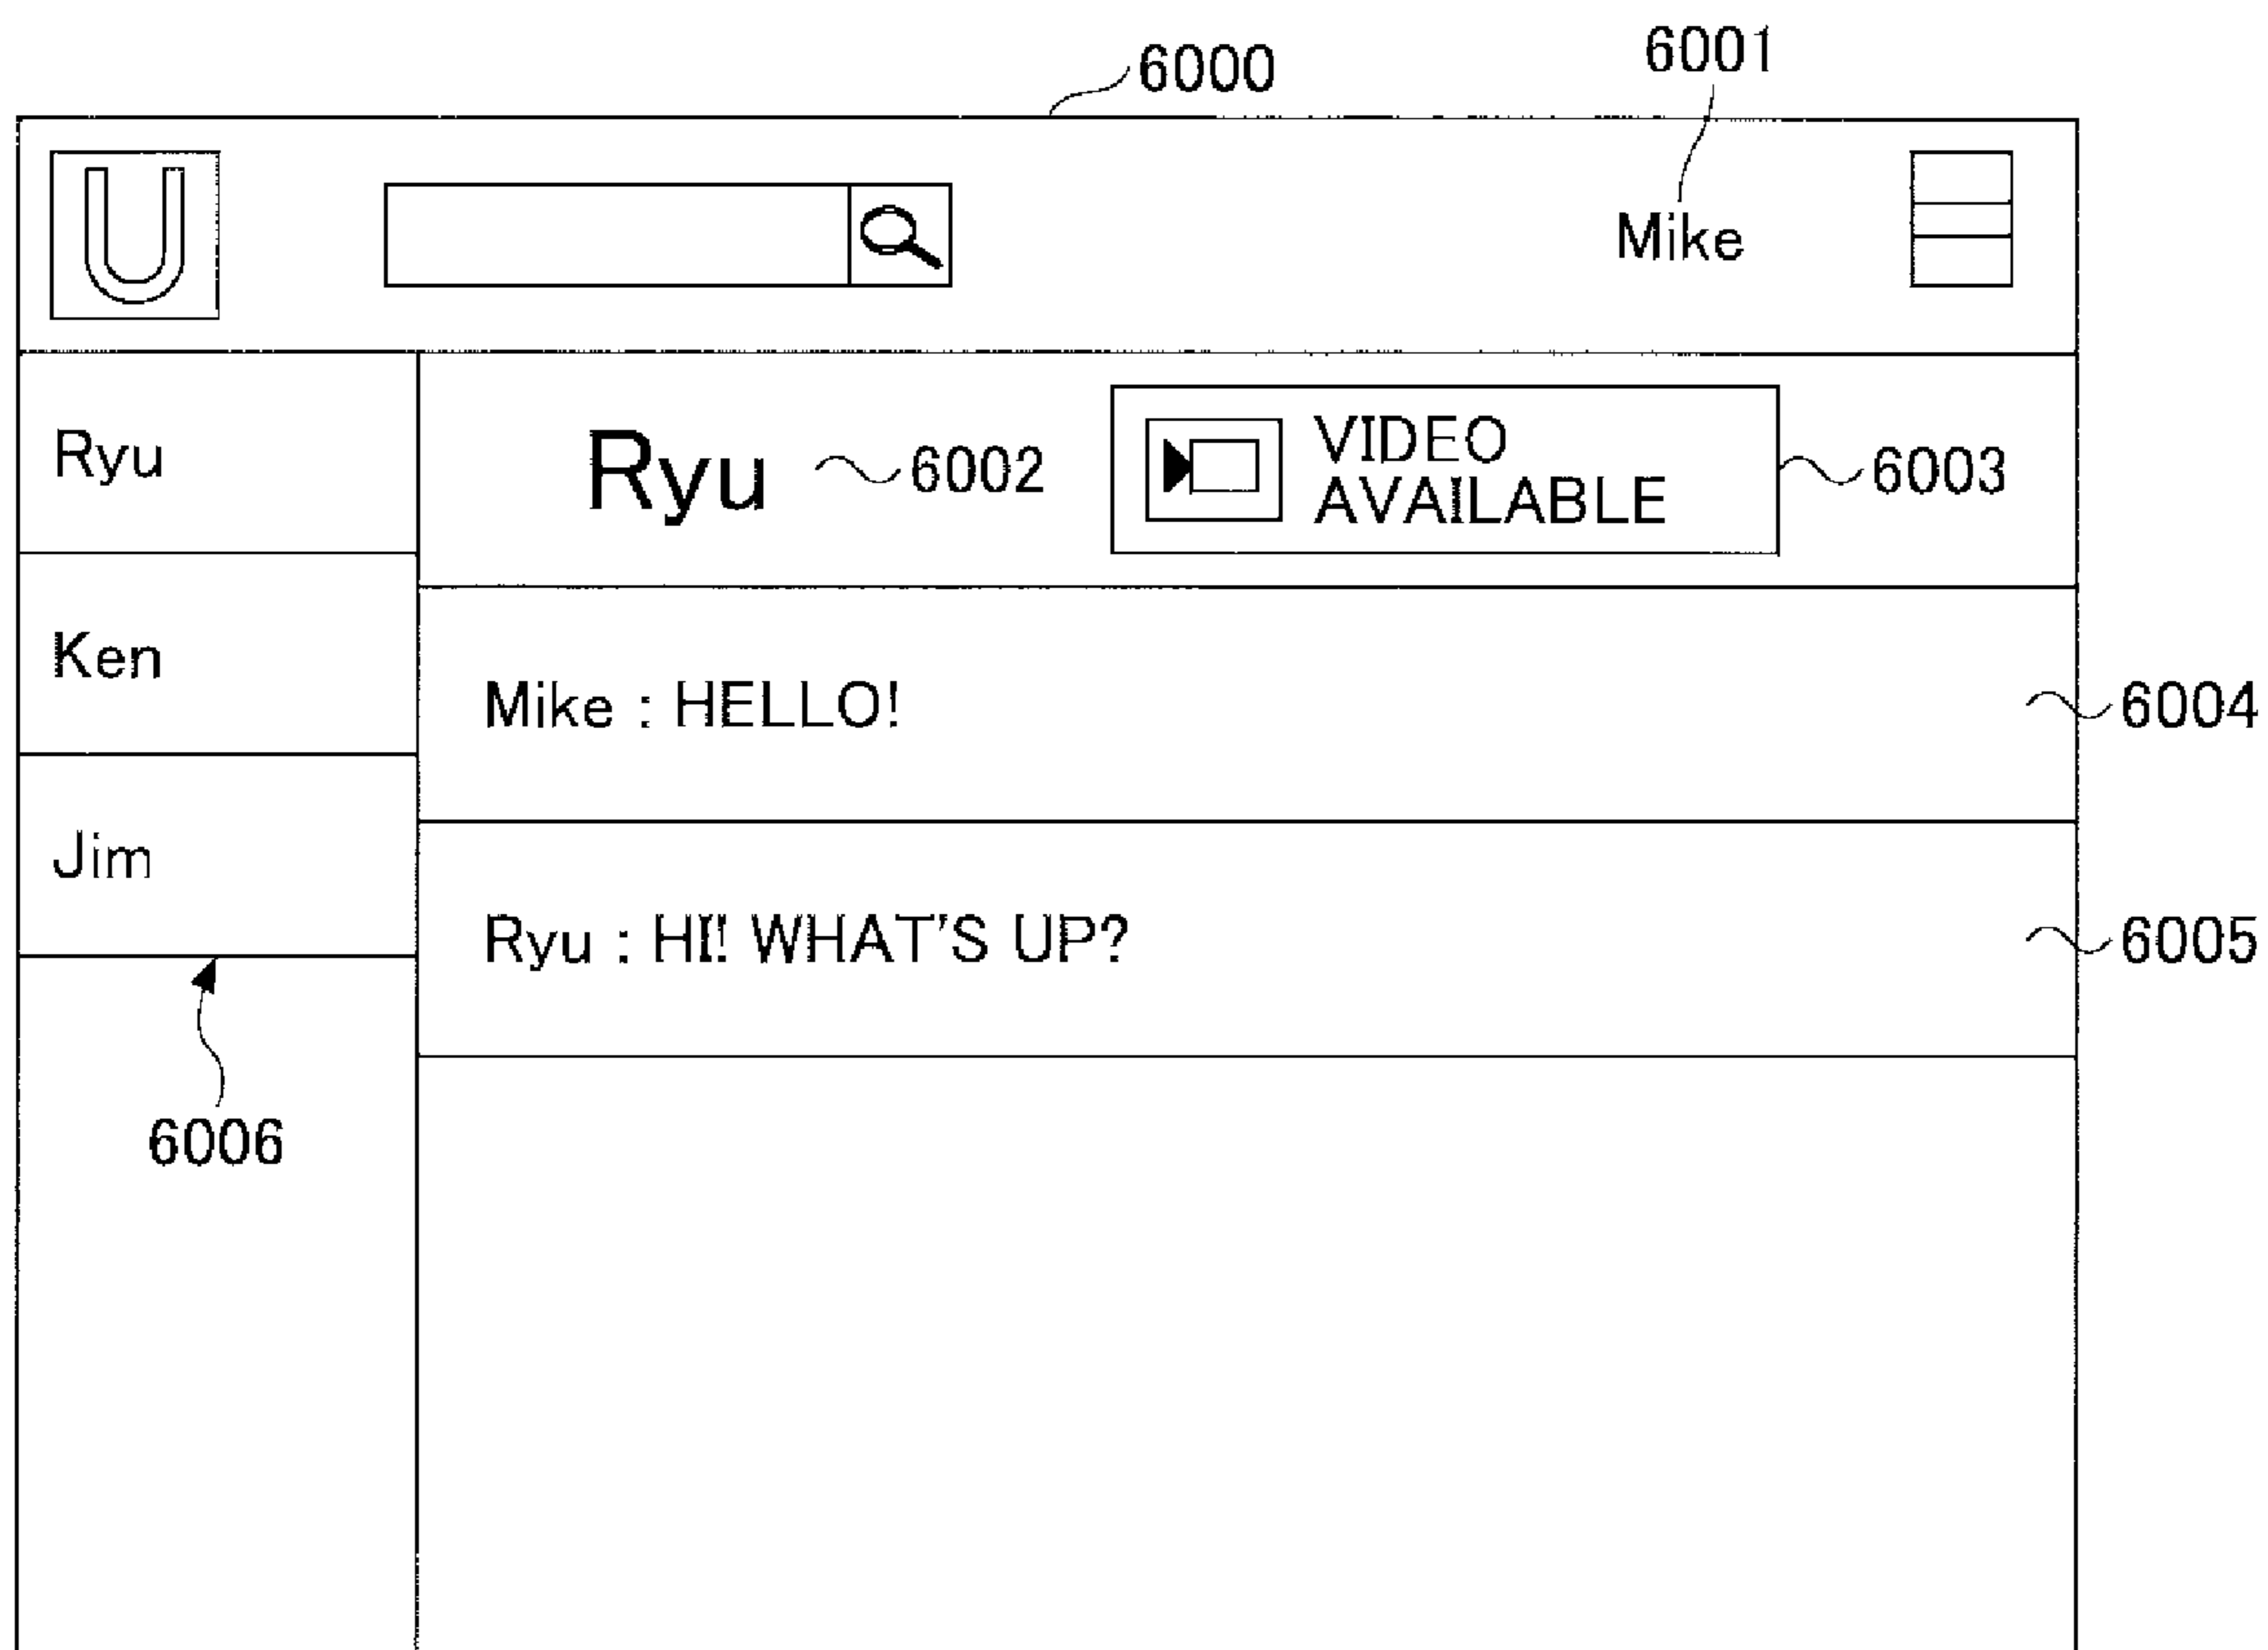 6000
6001
U
Mike
Ryu
Ryu
6002
VIDEO
AVAILABLE
6003
Ken
Mike : HELLO!
6004
Jim
Ryu : HI! WHAT'S UP?
6005
6006